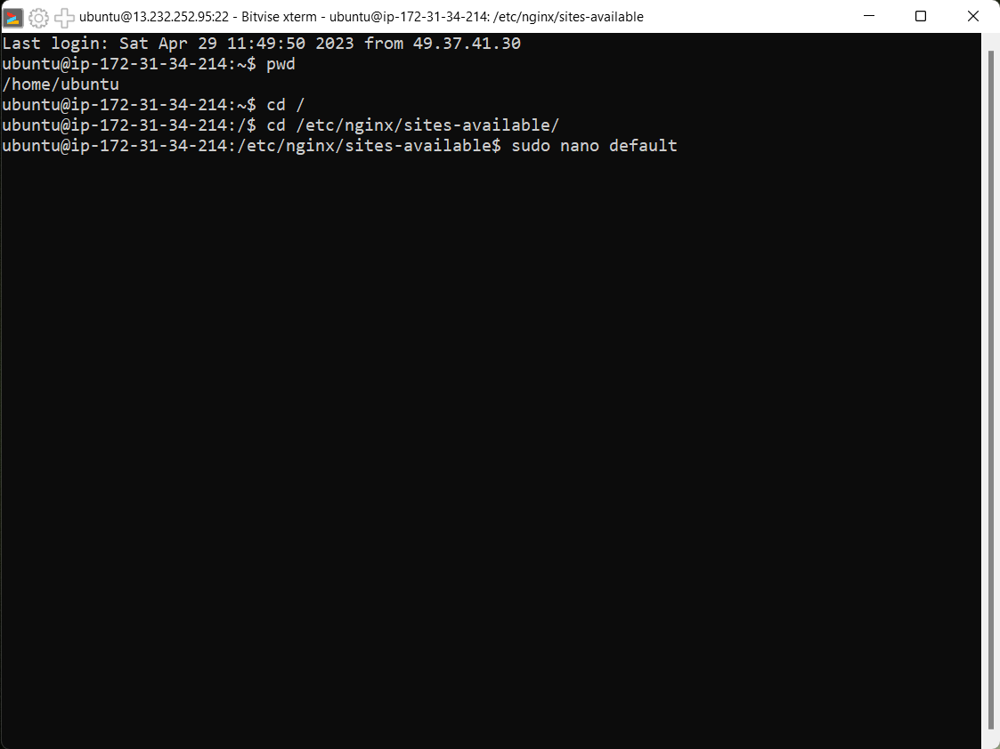 ubuntu@13.232.252.95:22 - Bitvise xterm - ubuntu@ip-172-31-34-214: /etc/nginx/sites-available
Last login: Sat Apr 29 11:49:50 2023 from 49.37.41.30
ubuntu@ip-172-31-34-214:~$ pwd
/home/ubuntu
ubuntu@ip-172-31-34-214:~$ cd /
ubuntu@ip-172-31-34-214:/$ cd /etc/nginx/sites-available/
ubuntu@ip-172-31-34-214:/etc/nginx/sites-available$ sudo nano default